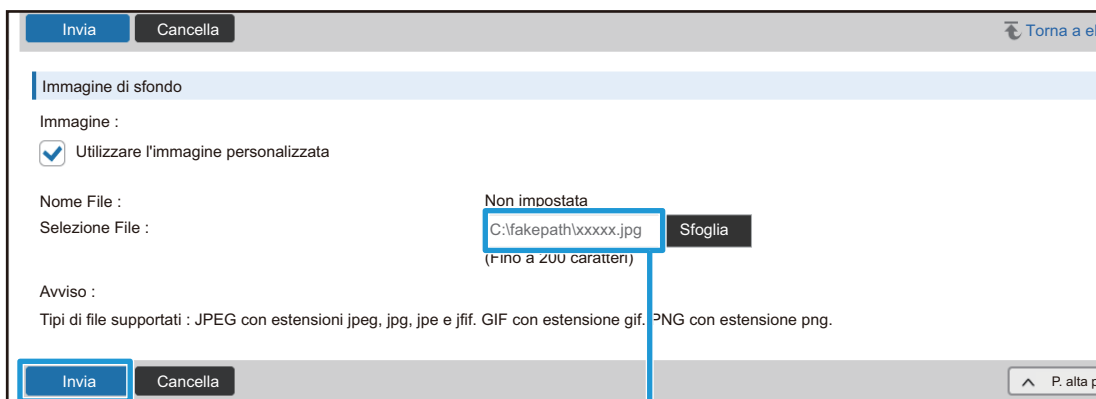 Invia Cancella Torna a el
Immagine di sfondo
Immagine :
Utilizzare l'immagine personalizzata
Nome File : Non impostata
Selezione File : C:\fakepath\xxxxx.jpg Sfoglia
(Fino a 200 caratteri)
Avviso :
Tipi di file supportati : JPEG con estensioni jpeg, jpg, jpe e jfif. GIF con estensione gif. PNG con estensione png.
Invia Cancella P. alta p